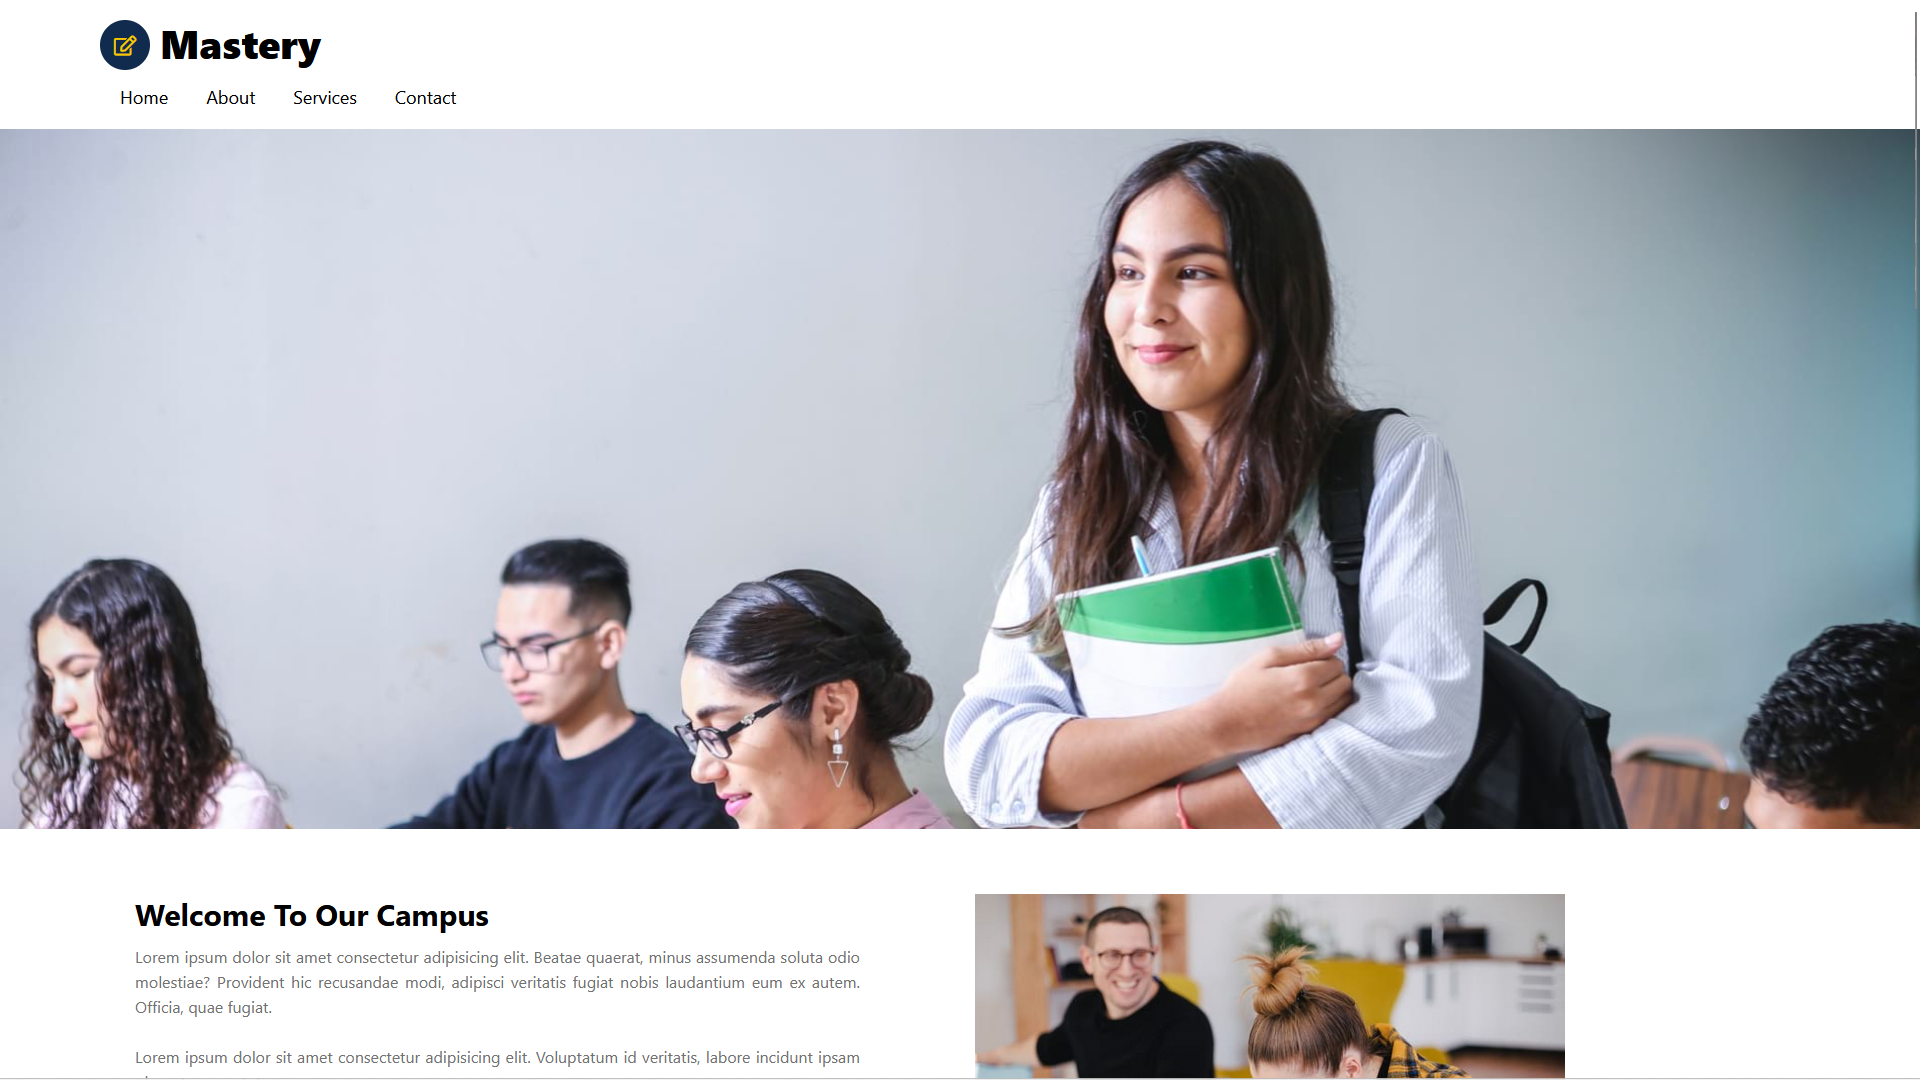 Mastery
Home About Services Contact
Welcome To Our Campus
Lorem ipsum dolor sit amet consectetur adipisicing elit. Beatae quaerat, minus assumenda soluta odio
molestiae? Provident hic recusandae modi, adipisci veritatis fugiat nobis laudantium eum ex autem.
Officia, quae fugiat.
Lorem ipsum dolor sit amet consectetur adipisicing elit. Voluptatum id veritatis, labore incidunt ipsam